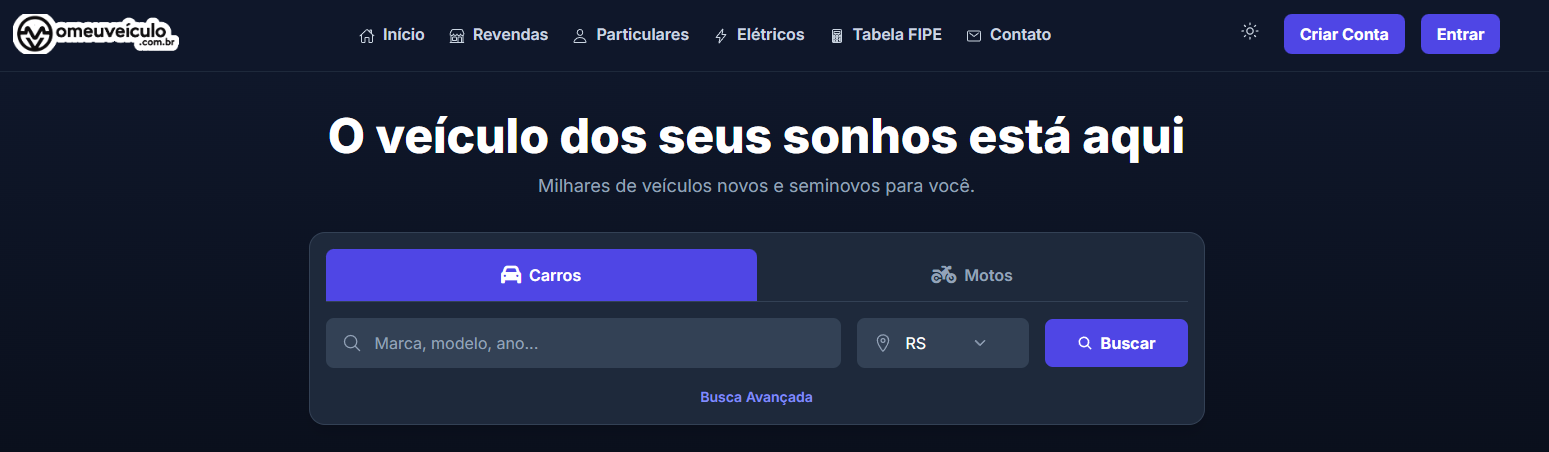 omeuveículo
.com.br
Início
Revendas
Particulares
Elétricos
Tabela FIPE
Contato
Criar Conta
Entrar
O veículo dos seus sonhos está aqui
Milhares de veículos novos e seminovos para você.
Carros
Motos
Marca, modelo, ano...
RS
Buscar
Busca Avançada